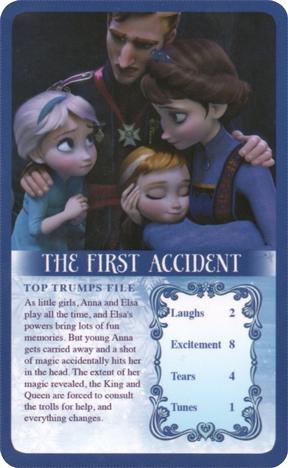 THE FIRST ACCIDENT
TOP TRUMPS FILE
As little girls, Anna and Elsa
play all the time, and Elsa's
powers bring lots of fun
memories. But young Anna
gets carried away and a shot
of magic accidentally hits her
in the head. The extent of her
magic revealed, the King and
Queen are forced to consult
the trolls for help, and
everything changes.
Laughs 2
Excitement 8
Tears 4
Tunes 1